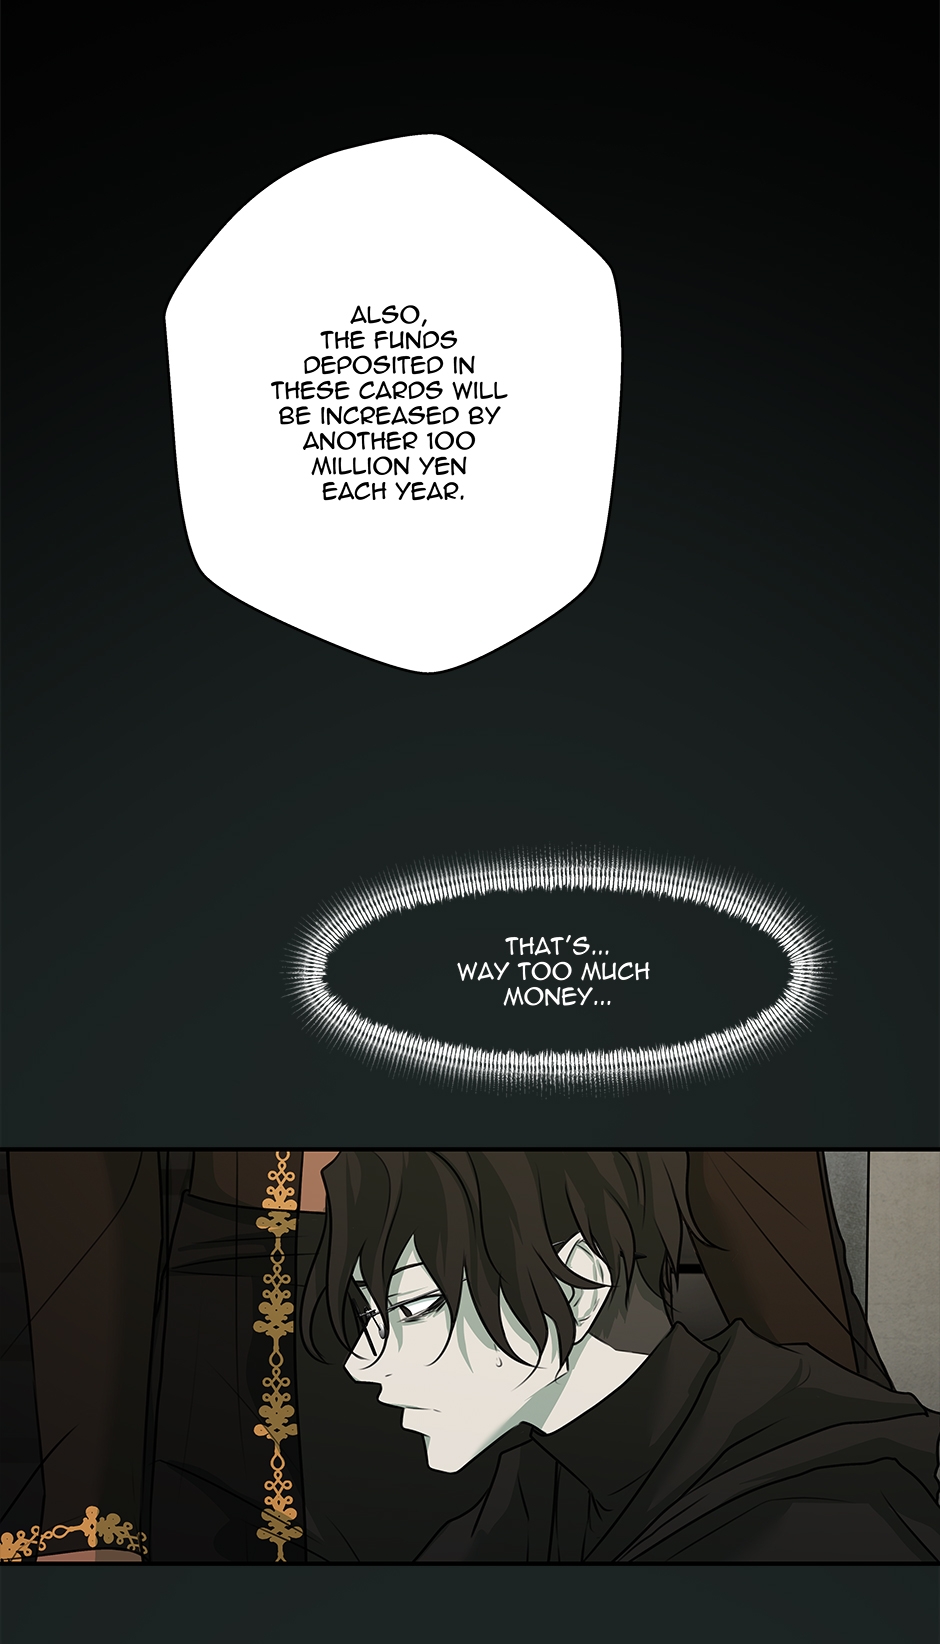 ALSO,
THE FUNDS
DEPOSITED IN
THESE CARDS WILL
BE INCREASED BY
ANOTHER 100
MILLION YEN
EACH YEAR.
THAT'S...
WAY TOO MUCH
MONEY...